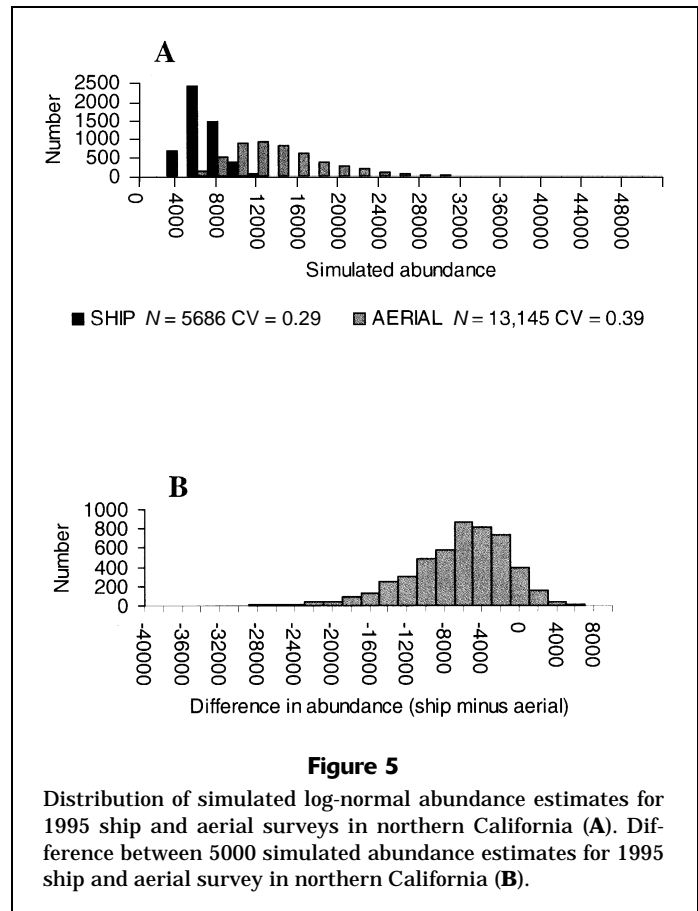 A
Number
2500
2000
1500
1000
500
0
0 4000 8000 12000 16000 20000 24000 28000 32000 36000 40000 44000 48000
Simulated abundance
SHIP N = 5686 CV = 0.29 AERIAL N = 13,145 CV = 0.39
B
Number
1000
800
600
400
200
0
-40000 -36000 -32000 -28000 -24000 -20000 -16000 -12000 -8000 -4000 0 4000 8000
Difference in abundance (ship minus aerial)
Figure 5
Distribution of simulated log-normal abundance estimates for
1995 ship and aerial surveys in northern California (A). Dif-
ference between 5000 simulated abundance estimates for 1995
ship and aerial survey in northern California (B).